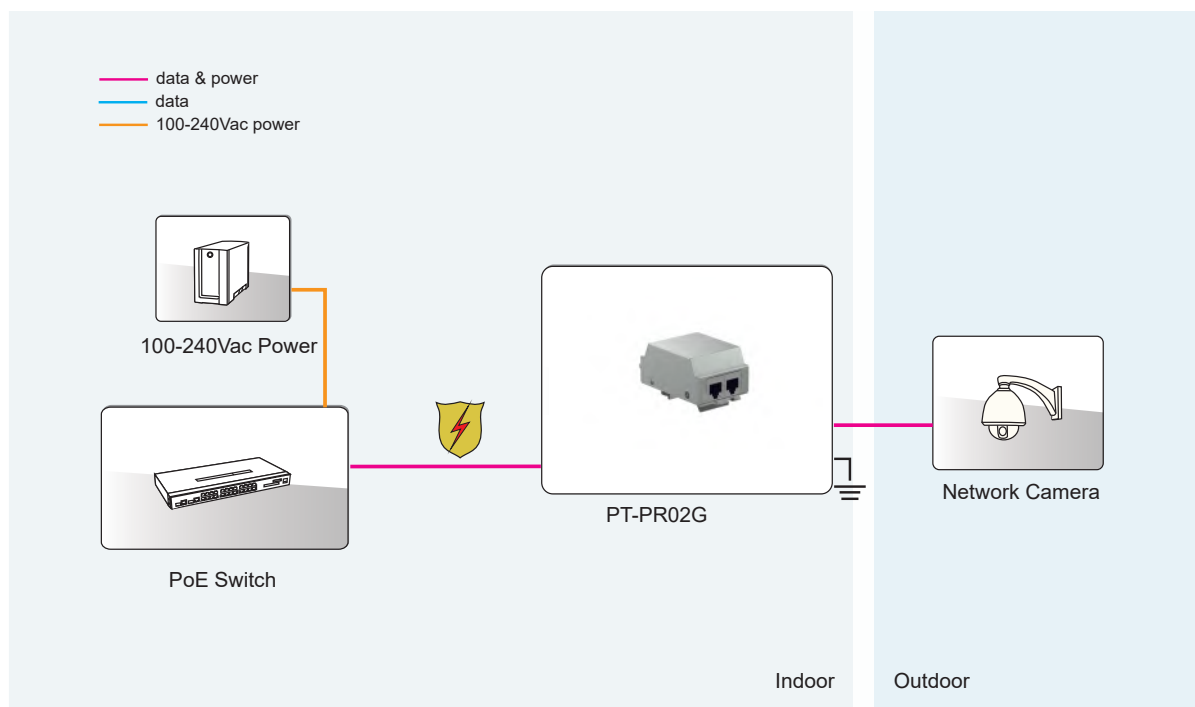 data & power
data
100-240Vac power
100-240Vac Power
PoE Switch
PT-PR02G
Network Camera
Indoor
Outdoor